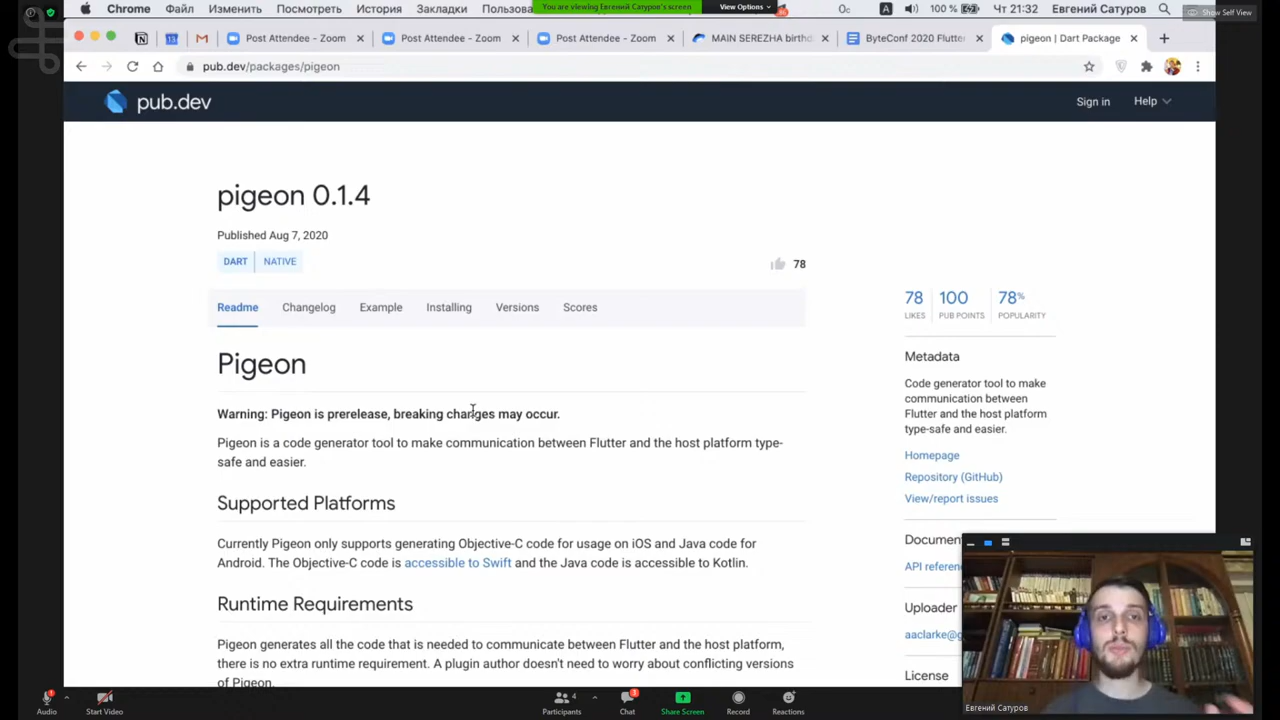 Chrome Файл Изменить Посмотреть История Закладки Пользова
You are viewing Евгений Сатуров's screen
View Options
100 %
Чт 21:32 Евгений Сатуров
Show Self View
Post Attendee - Zoom
Post Attendee - Zoom
Post Attendee - Zoom
MAIN SEREZHA birthd
ByteConf 2020 Flutter
pigeon | Dart Package
pub.dev/packages/pigeon
pub.dev
Sign in
Help
pigeon 0.1.4
Published Aug 7, 2020
DART NATIVE
78
Readme Changelog Example Installing Versions Scores
78 100 78%
LIKES PUB POINTS POPULARITY
Pigeon
Warning: Pigeon is prerelease, breaking changes may occur.
Pigeon is a code generator tool to make communication between Flutter and the host platform type-
safe and easier.
Supported Platforms
Currently Pigeon only supports generating Objective-C code for usage on iOS and Java code for
Android. The Objective-C code is accessible to Swift and the Java code is accessible to Kotlin.
Runtime Requirements
Pigeon generates all the code that is needed to communicate between Flutter and the host platform,
there is no extra runtime requirement. A plugin author doesn't need to worry about conflicting versions
of Pigeon.
Metadata
Code generator tool to make
communication between
Flutter and the host platform
type-safe and easier.
Homepage
Repository (GitHub)
View/report issues
Documen
API referen
Uploader
aaclarke@g
License
Евгений Сатуров
Audio
Start Video
Participants 4
Chat 3
Share Screen
Record
Reactions